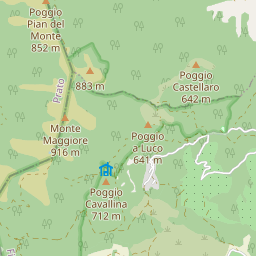 Poggio
Pian del
Monte
852 m
883 m
Prato
Poggio
Castellaro
642 m
Monte
Maggiore
916 m
Poggio
a Luco
641 m
Poggio
Cavallina
712 m